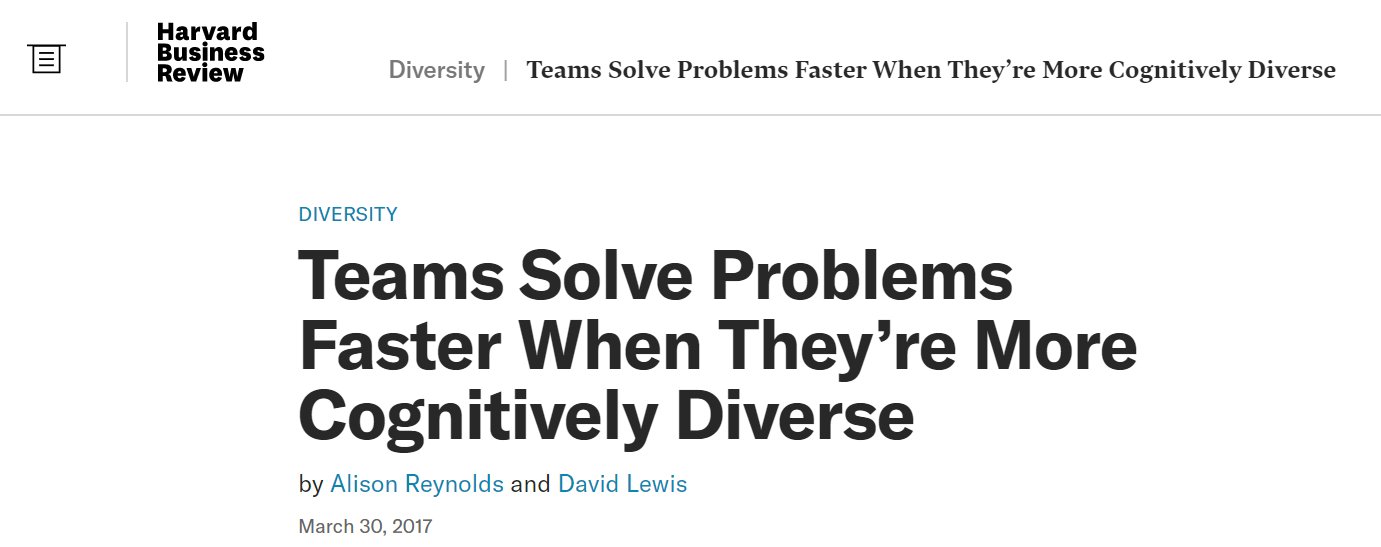 Harvard
Business
Review
Diversity | Teams Solve Problems Faster When They’re More Cognitively Diverse
DIVERSITY
Teams Solve Problems
Faster When They’re More
Cognitively Diverse
by Alison Reynolds and David Lewis
March 30, 2017